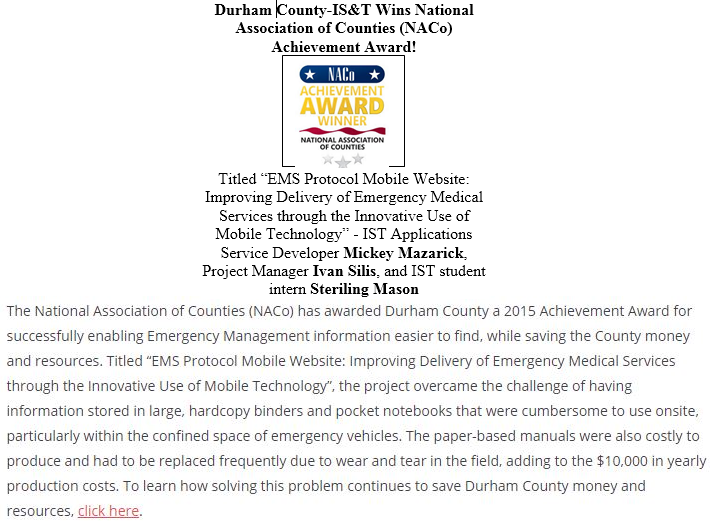 Durham County-IS&T Wins National
Association of Counties (NACo)
Achievement Award!
NACo
ACHIEVEMENT
AWARD
WINNER
NATIONAL ASSOCIATION
OF COUNTIES
Titled “EMS Protocol Mobile Website:
Improving Delivery of Emergency Medical
Services through the Innovative Use of
Mobile Technology” - IST Applications
Service Developer Mickey Mazarick,
Project Manager Ivan Silis, and IST student
intern Steriling Mason
The National Association of Counties (NACo) has awarded Durham County a 2015 Achievement Award for
successfully enabling Emergency Management information easier to find, while saving the County money
and resources. Titled “EMS Protocol Mobile Website: Improving Delivery of Emergency Medical Services
through the Innovative Use of Mobile Technology”, the project overcame the challenge of having
information stored in large, hardcopy binders and pocket notebooks that were cumbersome to use onsite,
particularly within the confined space of emergency vehicles. The paper-based manuals were also costly to
produce and had to be replaced frequently due to wear and tear in the field, adding to the $10,000 in yearly
production costs. To learn how solving this problem continues to save Durham County money and
resources, click here.